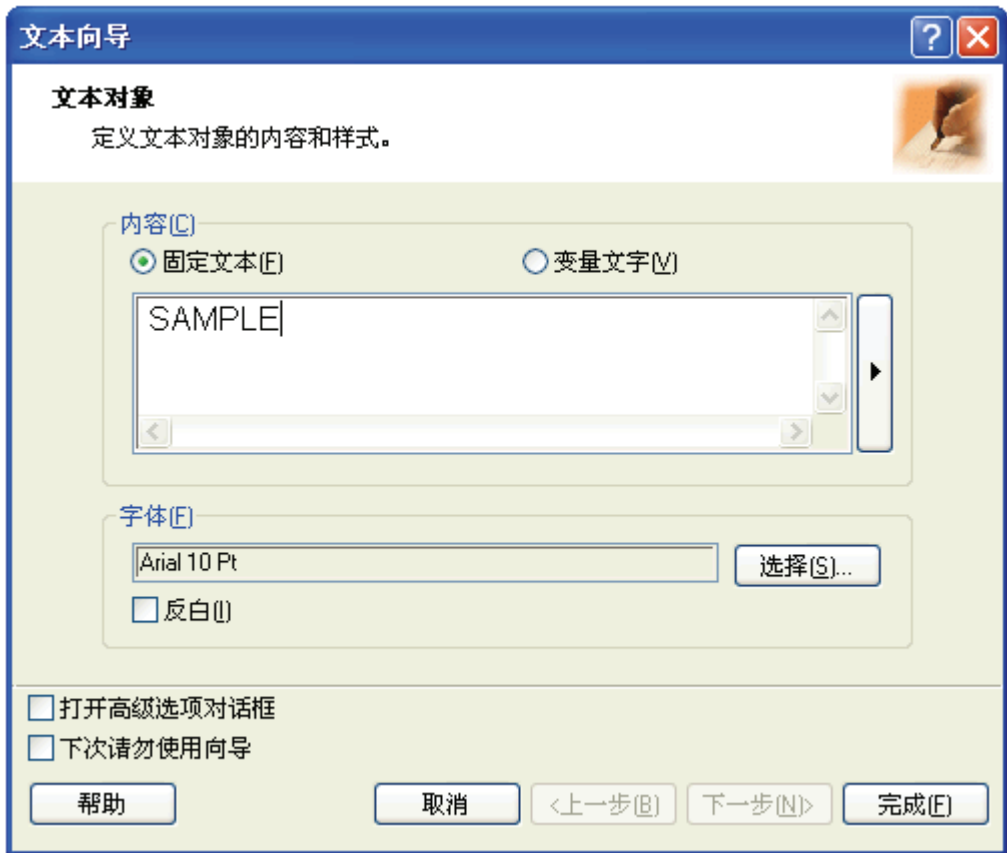 文本向导
文本对象
定义文本对象的内容和样式。
内容(C)
固定文本(F) 变量文字(V)
SAMPLE
字体(F)
Arial 10 Pt 选择(S)...
反白(I)
打开高级选项对话框
下次请勿使用向导
帮助 取消 <上一步(B) 下一步(N)> 完成(F)